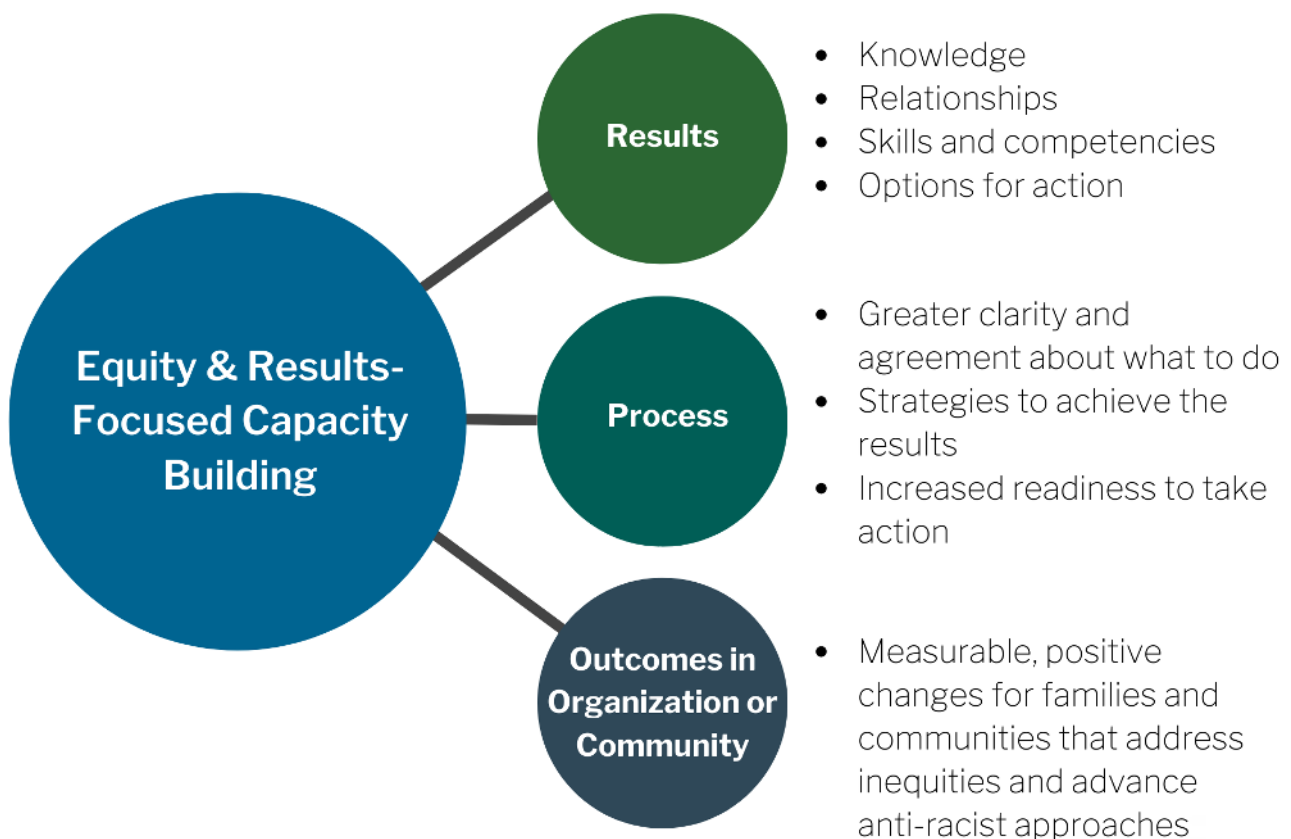 Equity & Results-
Focused Capacity
Building
Results
• Knowledge
• Relationships
• Skills and competencies
• Options for action
Process
• Greater clarity and
agreement about what to do
• Strategies to achieve the
results
• Increased readiness to take
action
Outcomes in
Organization or
Community
• Measurable, positive
changes for families and
communities that address
inequities and advance
anti-racist approaches